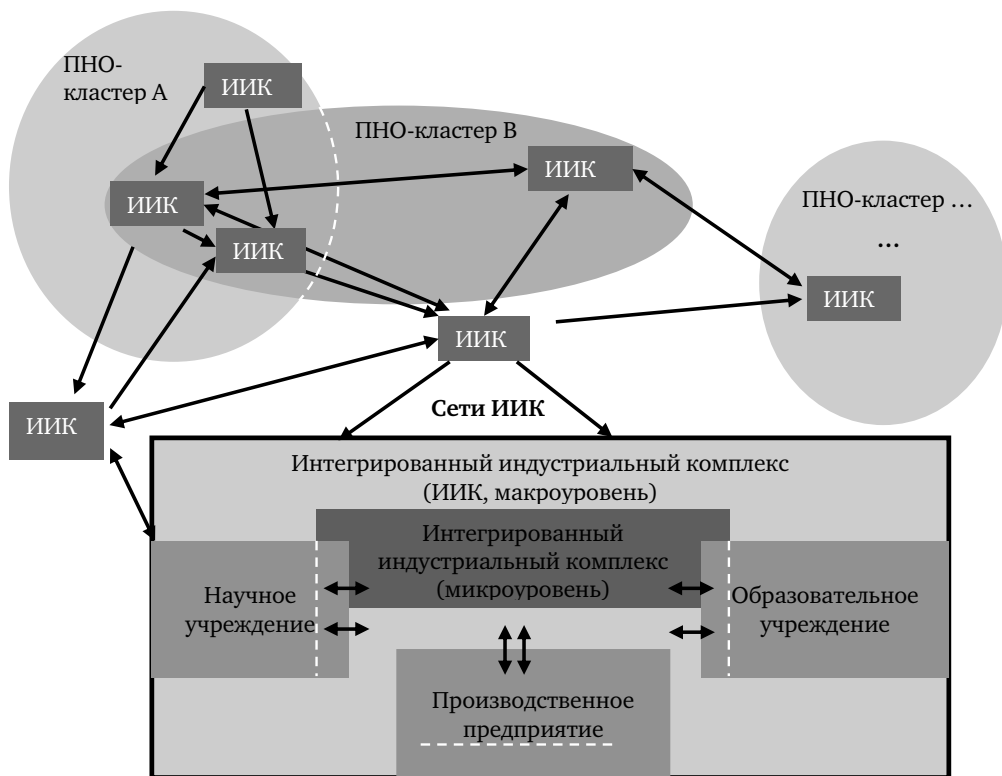 ПНО-
кластер А
ИИК
ПНО-кластер В
ИИК
ИИК
ИИК
ПНО-кластер …
...
ИИК
ИИК
ИИК
Сети ИИК
Интегрированный индустриальный комплекс
(ИИК, макроуровень)
Интегрированный
индустриальный комплекс
(микроуровень)
Научное
учреждение
Образовательное
учреждение
Производственное
предприятие